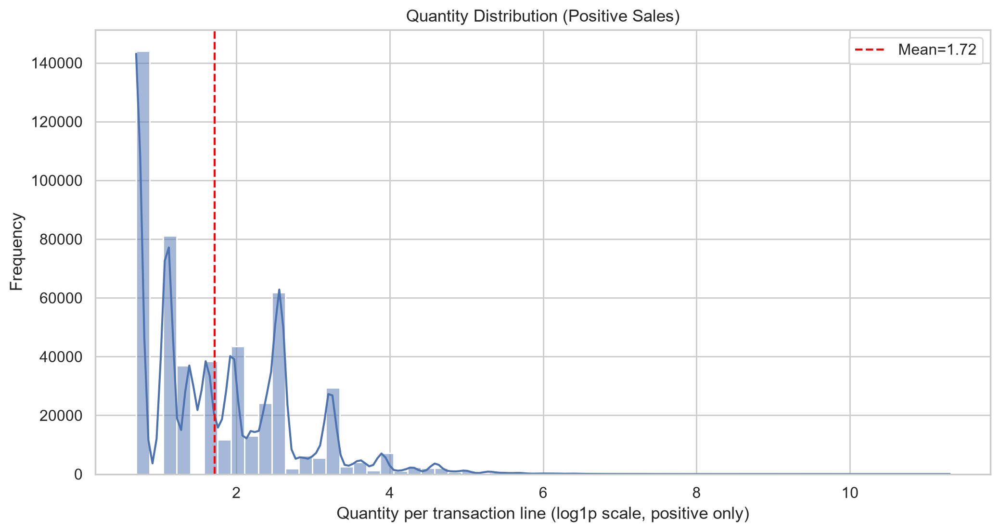 Quantity Distribution (Positive Sales)
Mean=1.72
140000
120000
100000
80000
60000
40000
20000
0
Frequency
2 4 6 8 10
Quantity per transaction line (log1p scale, positive only)